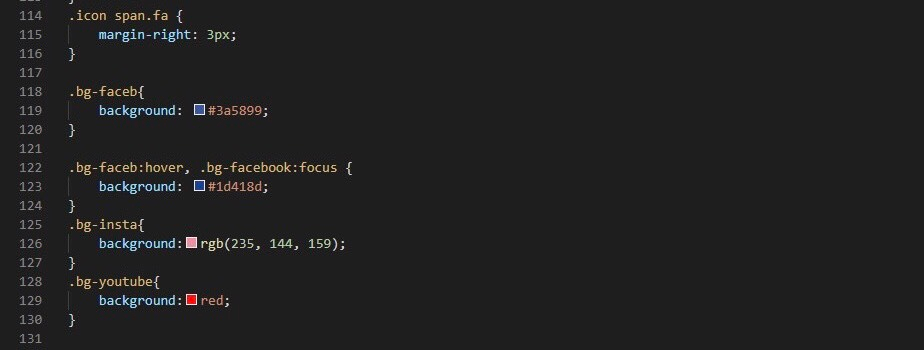 114 .icon span.fa {
115 margin-right: 3px;
116 }
117
118 .bg-faceb{
119 background: #3a5899;
120 }
121
122 .bg-faceb:hover, .bg-facebook:focus {
123 background: #1d418d;
124 }
125 .bg-insta{
126 background:rgb(235, 144, 159);
127 }
128 .bg-youtube{
129 background:red;
130 }
131